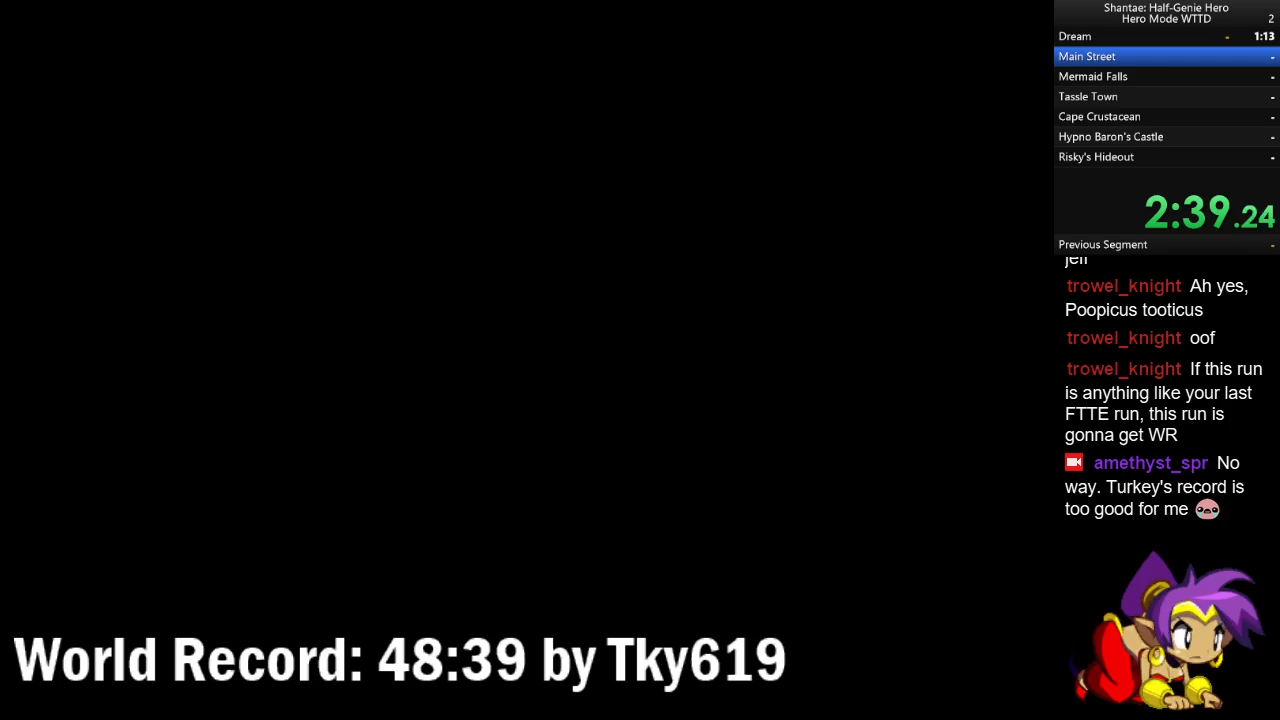 Shantae: Half-Genie Hero
Hero Mode WTTD 2
Dream - 1:13
Main Street -
Mermaid Falls -
Tassle Town -
Cape Crustacean -
Hypno Baron's Castle -
Risky's Hideout -
2:39.24
Previous Segment -
jeff
trowel_knight Ah yes,
Poopicus tooticus
trowel_knight oof
trowel_knight If this run
is anything like your last
FTTE run, this run is
gonna get WR
amethyst_spr No
way. Turkey's record is
too good for me
World Record: 48:39 by Tky619